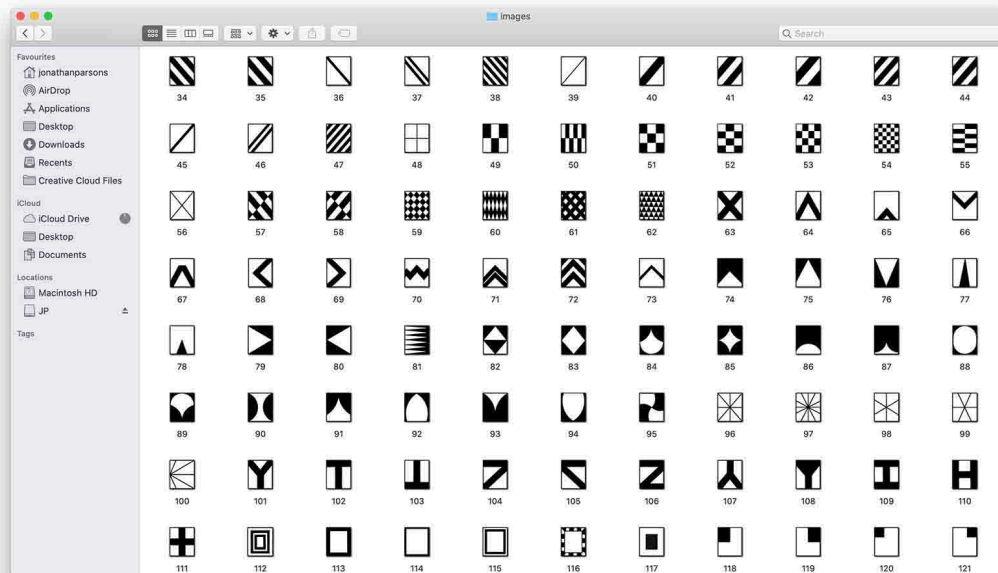 images
Search
Favourites
jonathanparsons
AirDrop
Applications
Desktop
Downloads
Recents
Creative Cloud Files
iCloud
iCloud Drive
Desktop
Documents
Locations
Macintosh HD
JP
Tags
34 35 36 37 38 39 40 41 42 43 44
45 46 47 48 49 50 51 52 53 54 55
56 57 58 59 60 61 62 63 64 65 66
67 68 69 70 71 72 73 74 75 76 77
78 79 80 81 82 83 84 85 86 87 88
89 90 91 92 93 94 95 96 97 98 99
100 101 102 103 104 105 106 107 108 109 110
111 112 113 114 115 116 117 118 119 120 121